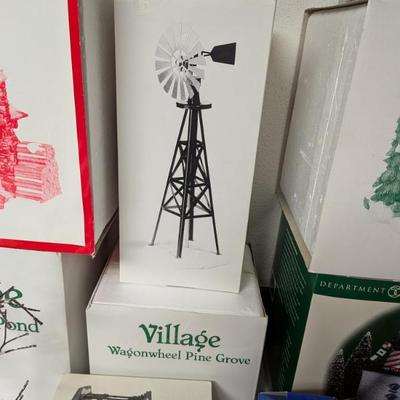 Village
Wagonwheel Pine Grove
DEPARTMENT
ond